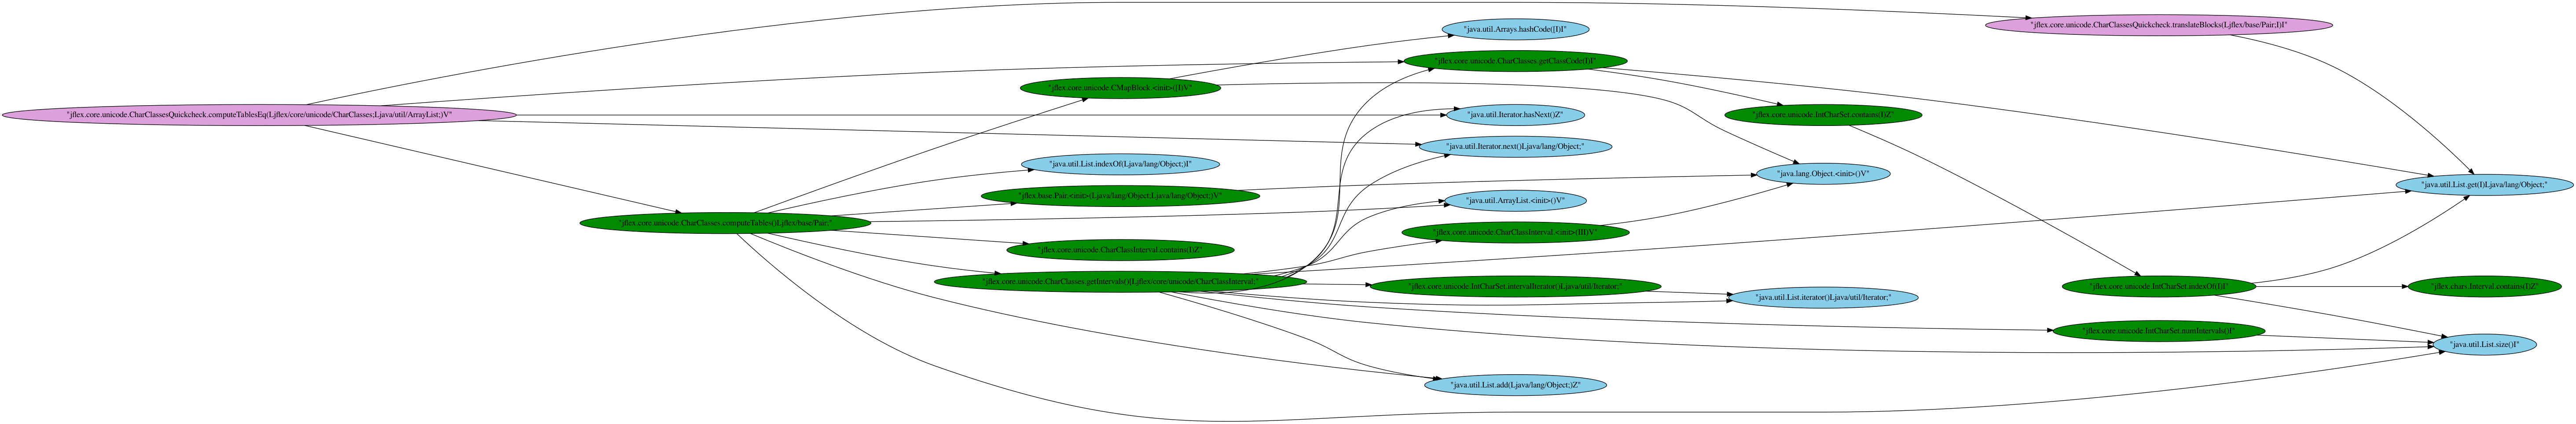 "jflex.core.unicode.CharClassesQuickcheck.translateBlocks(Ljflex/base/Pair;I)I"
"java.util.Arrays.hashCode([I)I"
"jflex.core.unicode.CharClasses.getClassCode(I)I"
"jflex.core.unicode.CMapBlock.<init>([I)V"
"jflex.core.unicode.CharClassesQuickcheck.computeTablesEq(Ljflex/core/unicode/CharClasses;Ljava/util/ArrayList;)V"
"java.util.Iterator.hasNext()Z"
"jflex.core.unicode.IntCharSet.contains(I)Z"
"java.util.Iterator.next()Ljava/lang/Object;"
"java.util.List.indexOf(Ljava/lang/Object;)I"
"java.lang.Object.<init>()V"
"java.util.List.get(I)Ljava/lang/Object;"
"jflex.base.Pair.<init>(Ljava/lang/Object;Ljava/lang/Object;)V"
"java.util.ArrayList.<init>()V"
"jflex.core.unicode.CharClasses.computeTables()Ljflex/base/Pair;"
"jflex.core.unicode.CharClassInterval.<init>(III)V"
"jflex.core.unicode.CharClassInterval.contains(I)Z"
"jflex.core.unicode.CharClasses.getIntervals()[Ljflex/core/unicode/CharClassInterval;"
"jflex.core.unicode.IntCharSet.intervalIterator()Ljava/util/Iterator;"
"jflex.core.unicode.IntCharSet.indexOf(I)I"
"jflex.chars.Interval.contains(I)Z"
"java.util.List.iterator()Ljava/util/Iterator;"
"jflex.core.unicode.IntCharSet.numIntervals()I"
"java.util.List.size()I"
"java.util.List.add(Ljava/lang/Object;)Z"